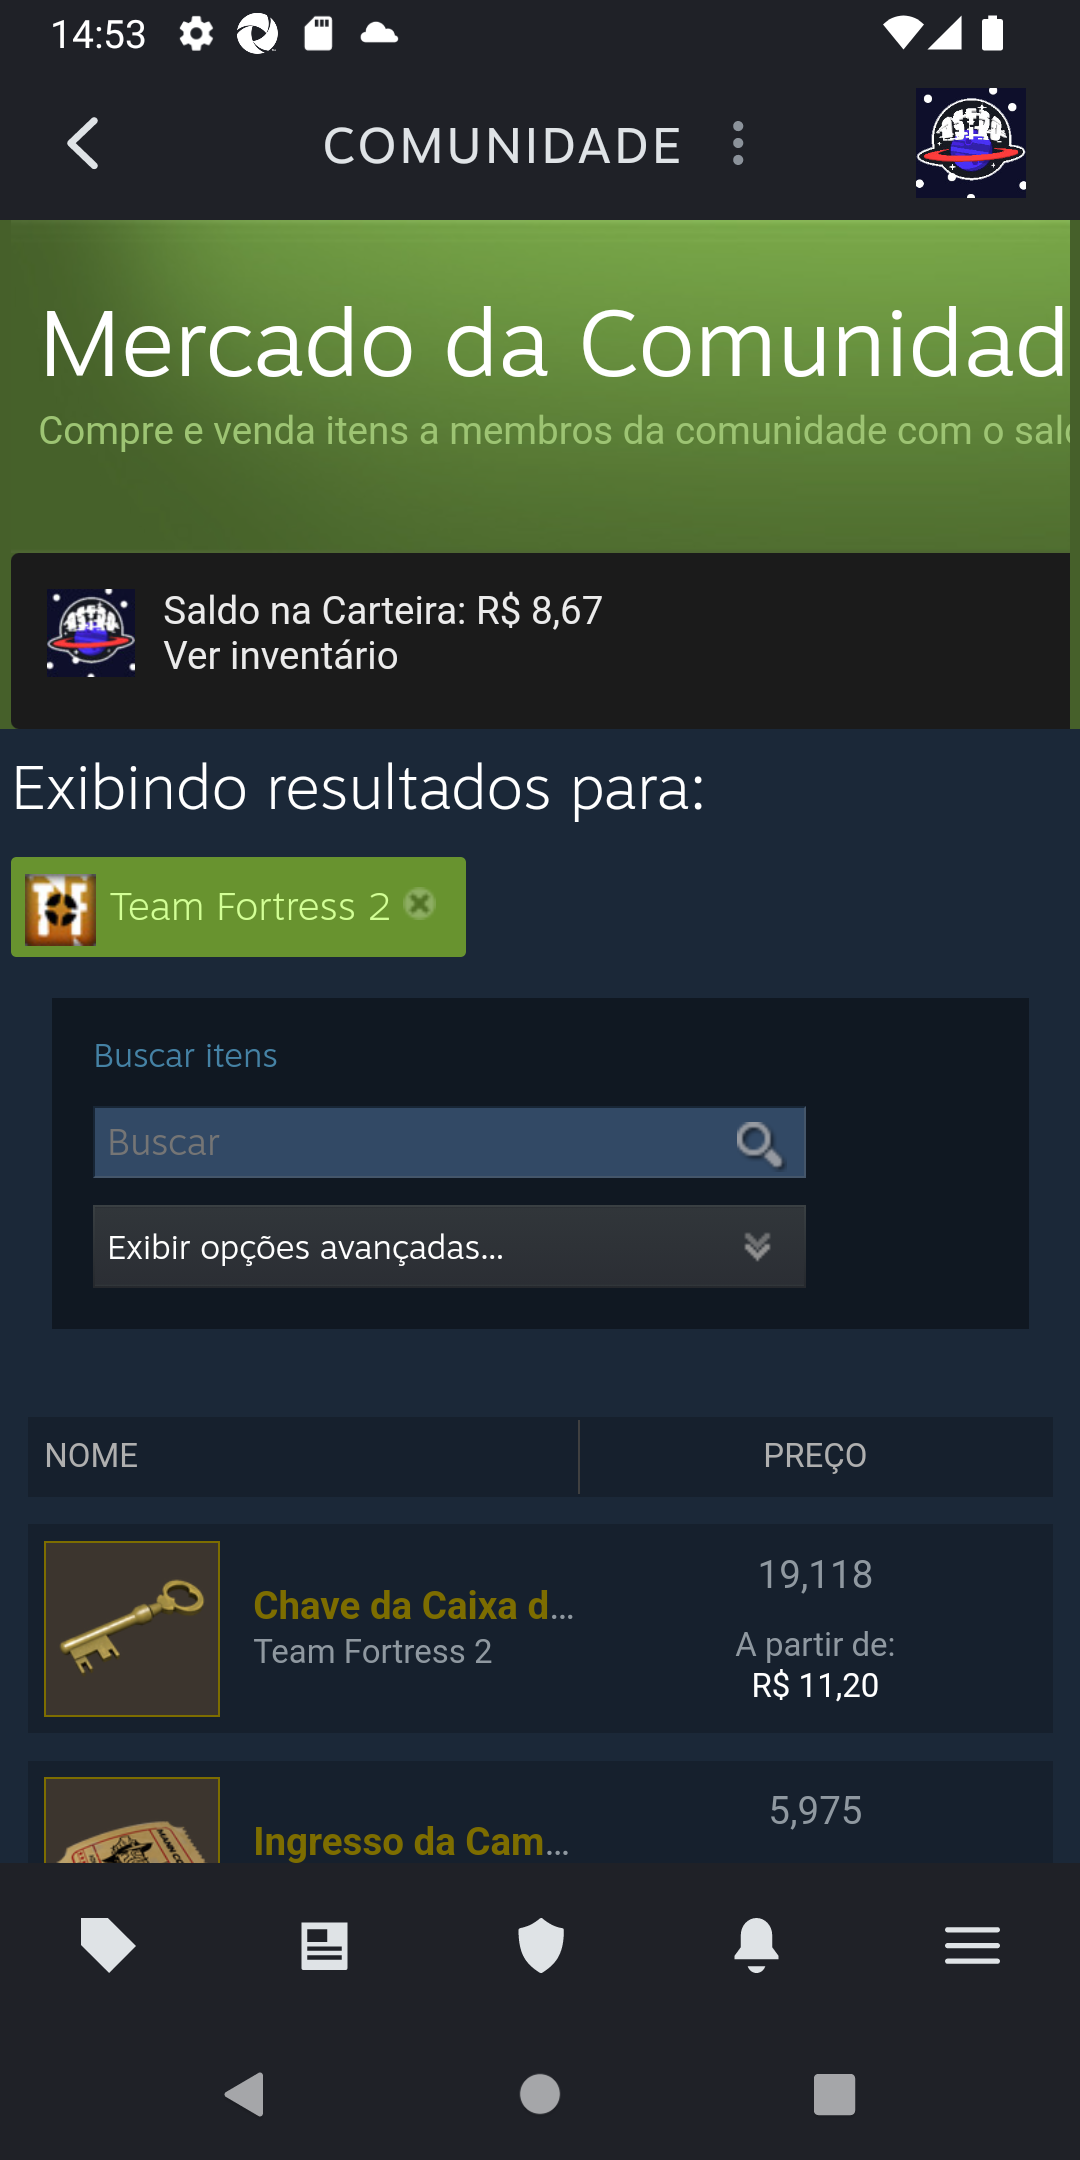 14:53
COMUNIDADE
Mercado da Comunidad
Compre e venda itens a membros da comunidade com o sal
Saldo na Carteira: R$ 8,67
Ver inventário
Exibindo resultados para:
Team Fortress 2
Buscar itens
Buscar
Exibir opções avançadas...
NOME
PREÇO
Chave da Caixa d...
Team Fortress 2
19,118
A partir de:
R$ 11,20
Ingresso da Cam...
5,975